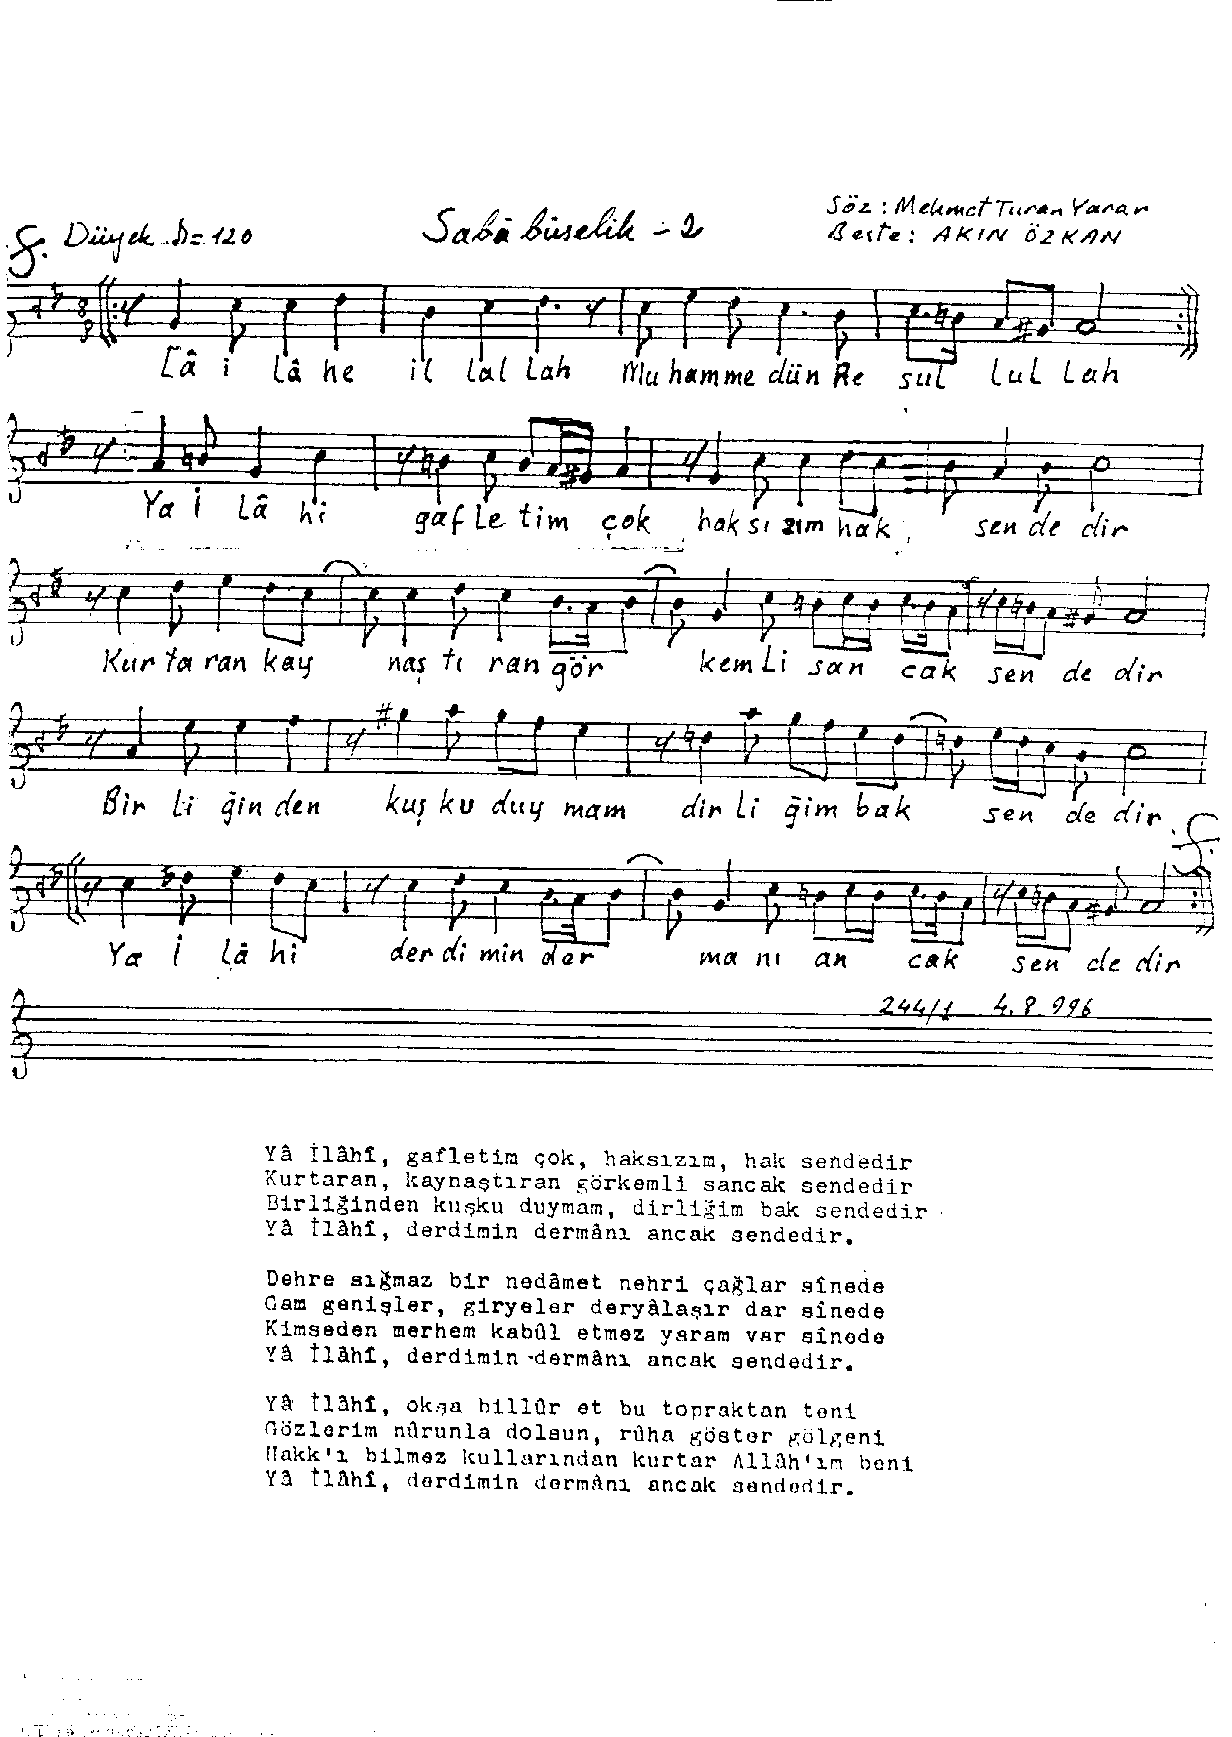 Söz : Mehmet Turan Yarar
Düyek = 120 Sabâ bûselik - 2 Beste : AKIN ÖZKAN
8
8
Lâ i lâ he il lal lah Mu hamme dün Re sul lul lah
Ya İ lâ hi gaf le tim çok hak sı zım hak sen de dir
Kur ta ran kay naş tı ran gör kem li san cak sen de dir
Bir li ğin den kuş ku duy mam dir li ğim bak sen de dir
Ya İ lâ hi der di min der ma nı an cak sen de dir
244/1 4.8.996
Yâ İlâhî, gafletim çok, haksızım, hak sendedir
Kurtaran, kaynaştıran görkemli sancak sendedir
Birliğinden kuşku duymam, dirliğim bak sendedir
Yâ İlâhî, derdimin dermânı ancak sendedir.
Dehre sığmaz bir nedâmet nehri çağlar sînede
Gam genişler, giryeler deryâlaşır dar sînede
Kimseden merhem kabûl etmez yaram var sînede
Yâ İlâhî, derdimin dermânı ancak sendedir.
Yâ İlâhî, okşa billûr et bu topraktan teni
Gözlerim nûrunla dolsun, rûha göster gölgeni
Hakk'ı bilmez kullarından kurtar Allâh'ım beni
Yâ İlâhî, derdimin dermânı ancak sendedir.